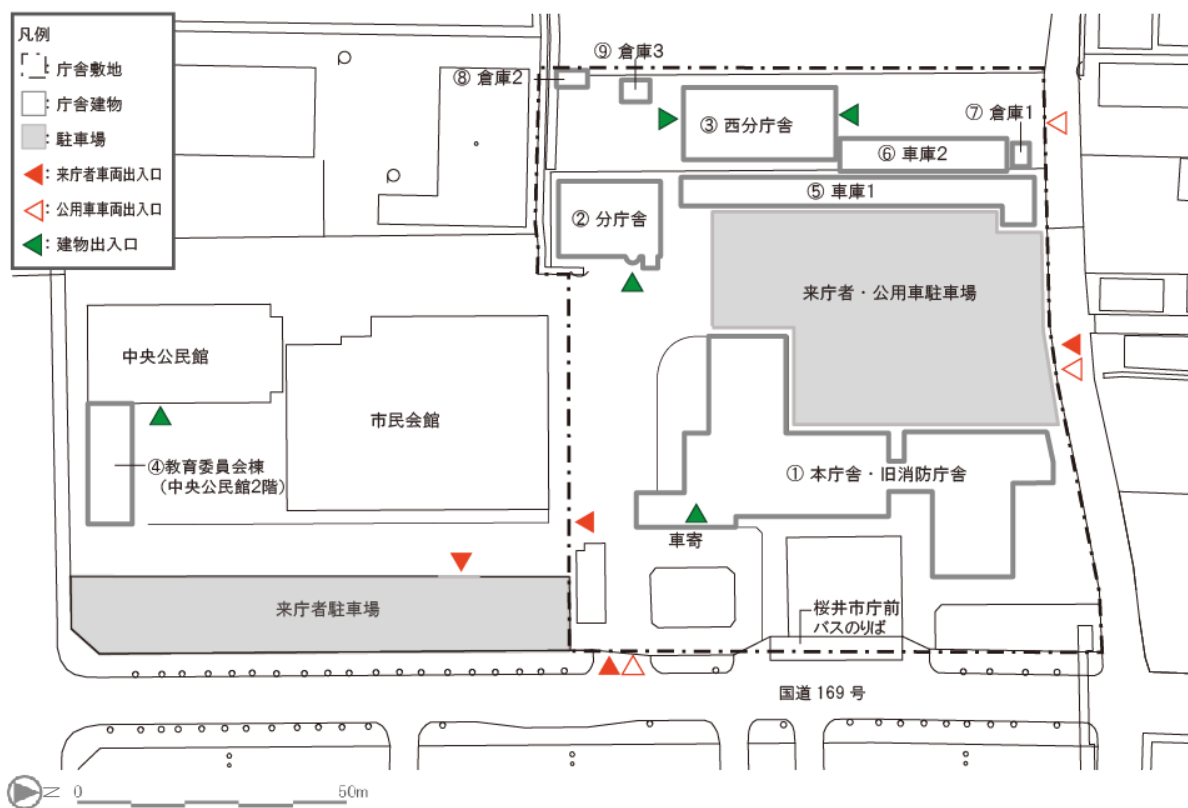 凡例
：庁舎敷地
：庁舎建物
：駐車場
：来庁者車両出入口
：公用車車両出入口
：建物出入口
⑨ 倉庫3
⑧ 倉庫2
③ 西分庁舎
⑦ 倉庫1
⑥ 車庫2
⑤ 車庫1
② 分庁舎
来庁者・公用車駐車場
中央公民館
市民会館
④教育委員会棟
（中央公民館2階）
① 本庁舎・旧消防庁舎
車寄
来庁者駐車場
桜井市庁前
バスのりば
国道 169 号
N
0
50m